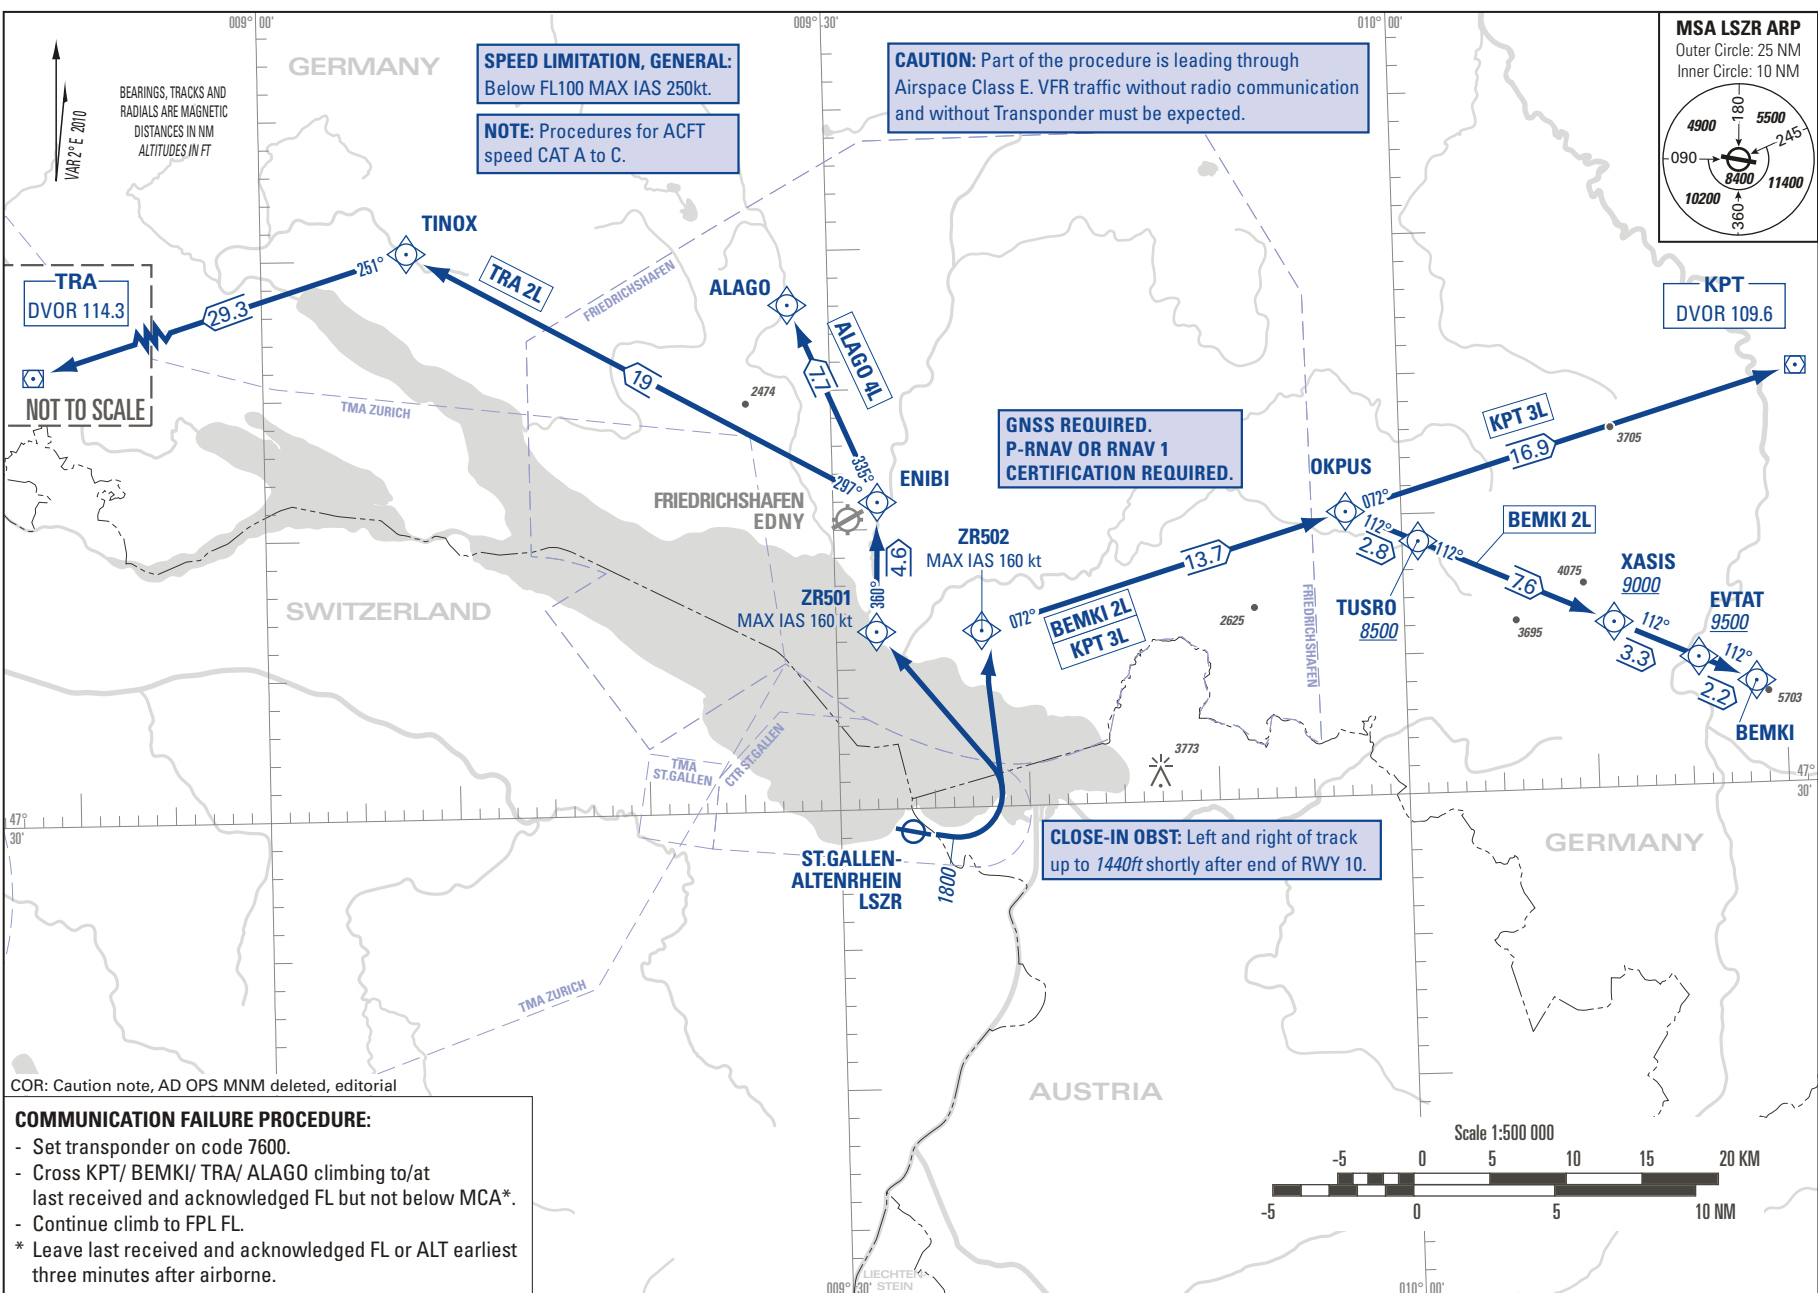 009° 00'
009° 30'
010° 00'
MSA LSZR ARP
Outer Circle: 25 NM
Inner Circle: 10 NM
180
4900
5500
245
090
8400
10200
11400
360
GERMANY
VAR 2° E 2010
BEARINGS, TRACKS AND
RADIALS ARE MAGNETIC
DISTANCES IN NM
ALTITUDES IN FT
SPEED LIMITATION, GENERAL:
Below FL100 MAX IAS 250kt.
NOTE: Procedures for ACFT
speed CAT A to C.
CAUTION: Part of the procedure is leading through
Airspace Class E. VFR traffic without radio communication
and without Transponder must be expected.
TINOX
251°
TRA
DVOR 114.3
29.3
NOT TO SCALE
TRA 2L
19
FRIEDRICHSHAFEN
TMA ZURICH
ALAGO
ALAGO 4L
7.7
2474
335°
297°
ENIBI
FRIEDRICHSHAFEN
EDNY
4.6
360°
ZR501
MAX IAS 160 kt
ZR502
MAX IAS 160 kt
GNSS REQUIRED.
P-RNAV OR RNAV 1
CERTIFICATION REQUIRED.
KPT
DVOR 109.6
KPT 3L
16.9
3705
OKPUS
072°
112°
2.8
112°
BEMKI 2L
13.7
072°
BEMKI 2L
KPT 3L
2625
FRIEDRICHSHAFEN
TUSRO
8500
7.6
4075
3695
XASIS
9000
112°
3.3
EVTAT
9500
112°
2.2
5703
BEMKI
SWITZERLAND
TMA
ST.GALLEN
CTR ST.GALLEN
3773
47°
30'
47°
30'
ST.GALLEN-
ALTENRHEIN
LSZR
1800
CLOSE-IN OBST: Left and right of track
up to 1440ft shortly after end of RWY 10.
GERMANY
TMA ZURICH
AUSTRIA
COR: Caution note, AD OPS MNM deleted, editorial
COMMUNICATION FAILURE PROCEDURE:
- Set transponder on code 7600.
- Cross KPT/ BEMKI/ TRA/ ALAGO climbing to/at
last received and acknowledged FL but not below MCA*.
- Continue climb to FPL FL.
* Leave last received and acknowledged FL or ALT earliest
three minutes after airborne.
Scale 1:500 000
-5 0 5 10 15 20 KM
-5 0 5 10 NM
LIECHTEN-
STEIN
009° 30'
010° 00'